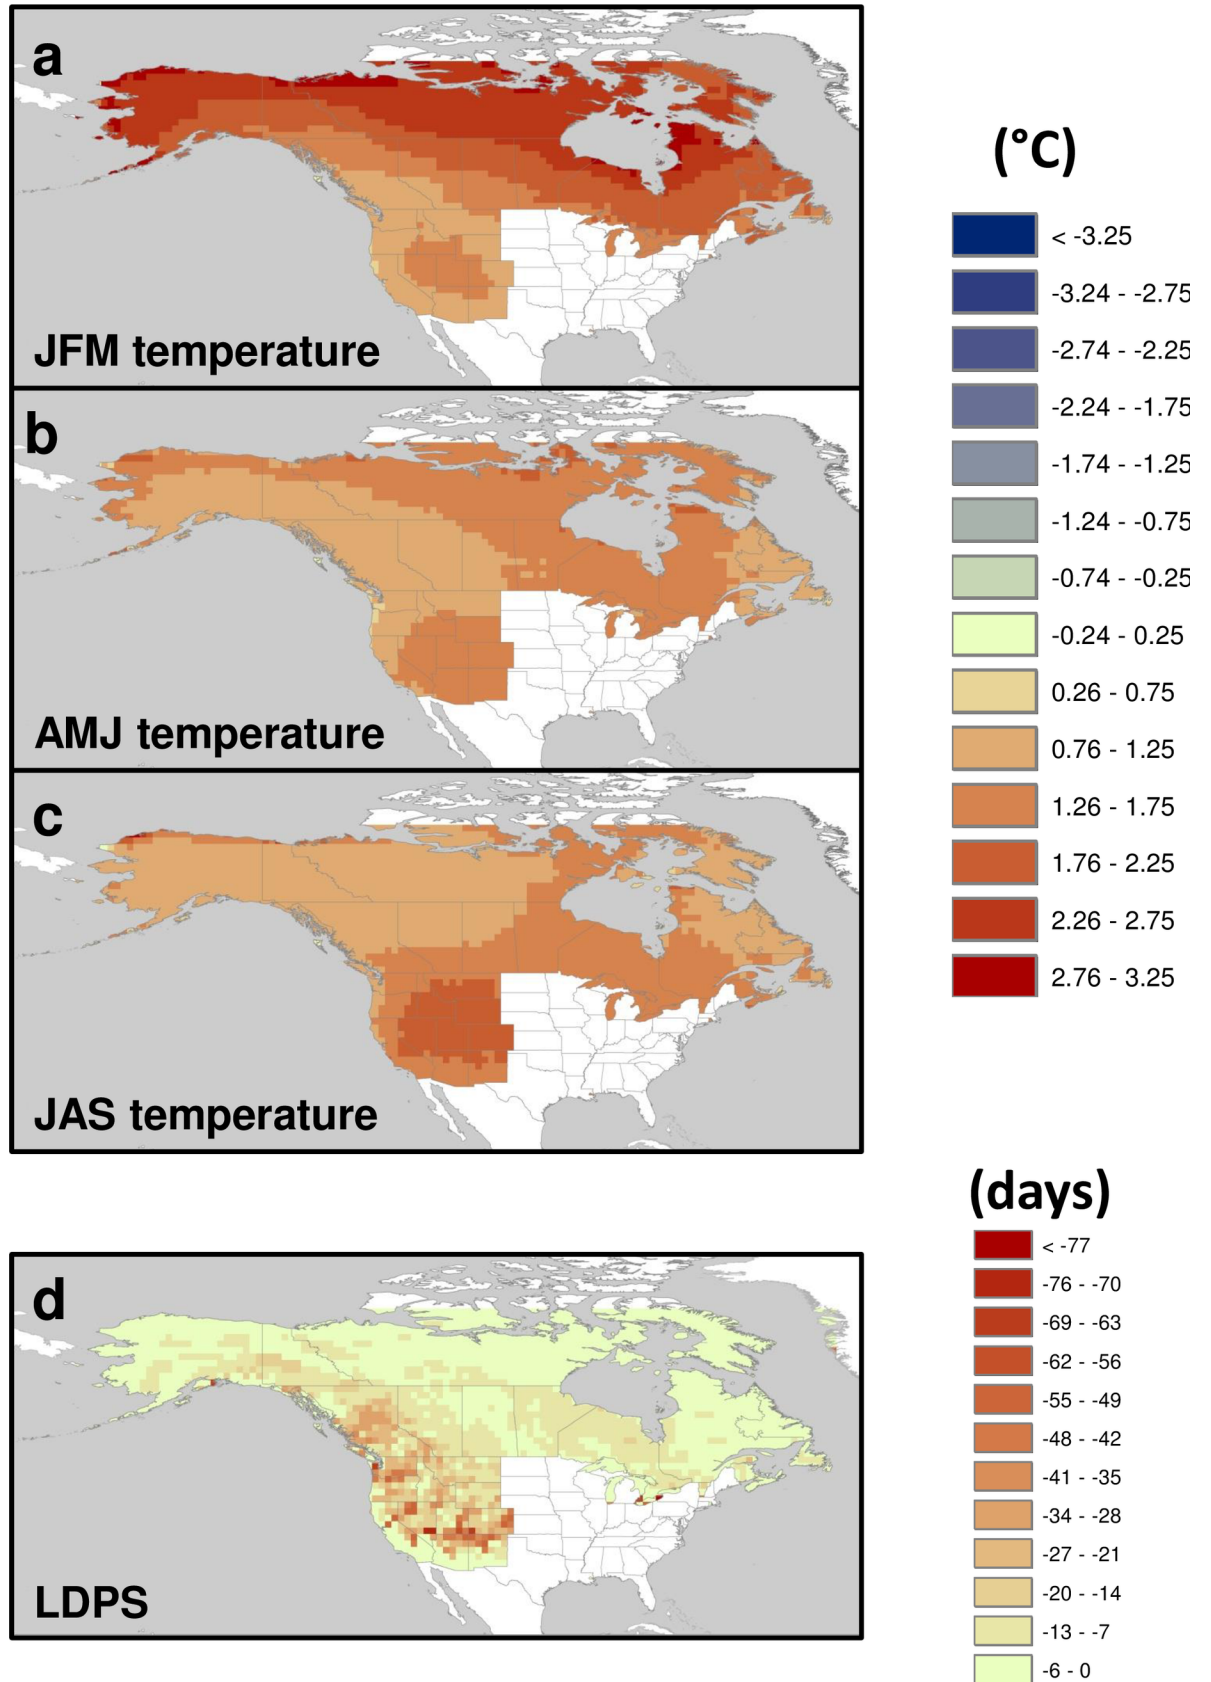 a
JFM temperature
b
AMJ temperature
c
JAS temperature
(°C)
< -3.25
-3.24 - -2.75
-2.74 - -2.25
-2.24 - -1.75
-1.74 - -1.25
-1.24 - -0.75
-0.74 - -0.25
-0.24 - 0.25
0.26 - 0.75
0.76 - 1.25
1.26 - 1.75
1.76 - 2.25
2.26 - 2.75
2.76 - 3.25
d
LDPS
(days)
< -77
-76 - -70
-69 - -63
-62 - -56
-55 - -49
-48 - -42
-41 - -35
-34 - -28
-27 - -21
-20 - -14
-13 - -7
-6 - 0